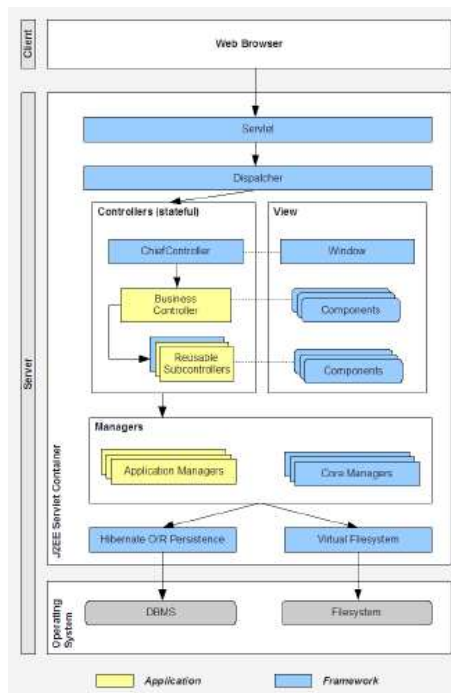 Client
Web Browser
Server
J2EE Servlet Container
Servlet
Dispatcher
Controllers (stateful)
View
ChiefController
Window
Business
Controller
Components
Reusable
Subcontrollers
Components
Managers
Application Managers
Core Managers
Hibernate O/R Persistence
Virtual Filesystem
Operating
System
DBMS
Filesystem
Application
Framework